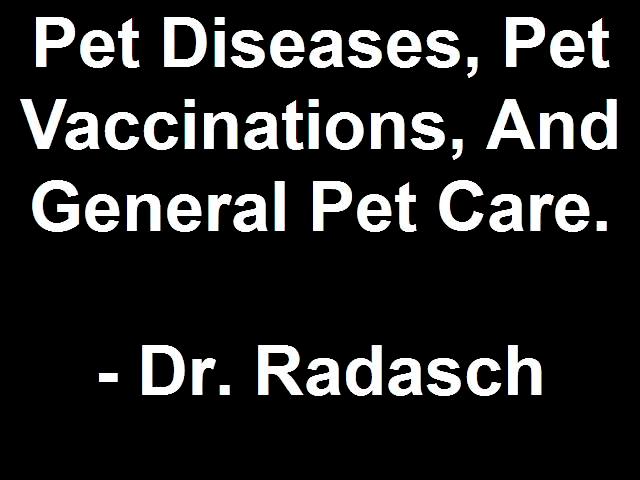 Pet Diseases, Pet
Vaccinations, And
General Pet Care.
- Dr. Radasch